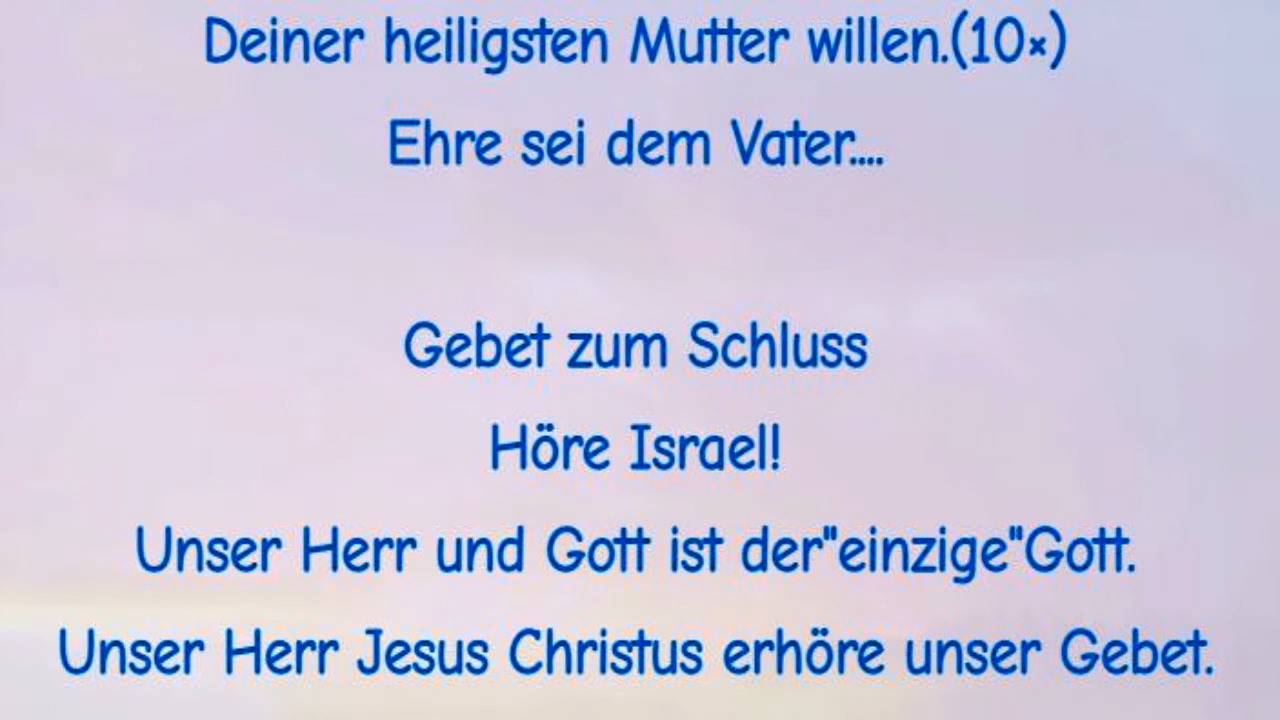 Deiner heiligsten Mutter willen.(10×)
Ehre sei dem Vater....
Gebet zum Schluss
Höre Israel!
Unser Herr und Gott ist der"einzige"Gott.
Unser Herr Jesus Christus erhöre unser Gebet.